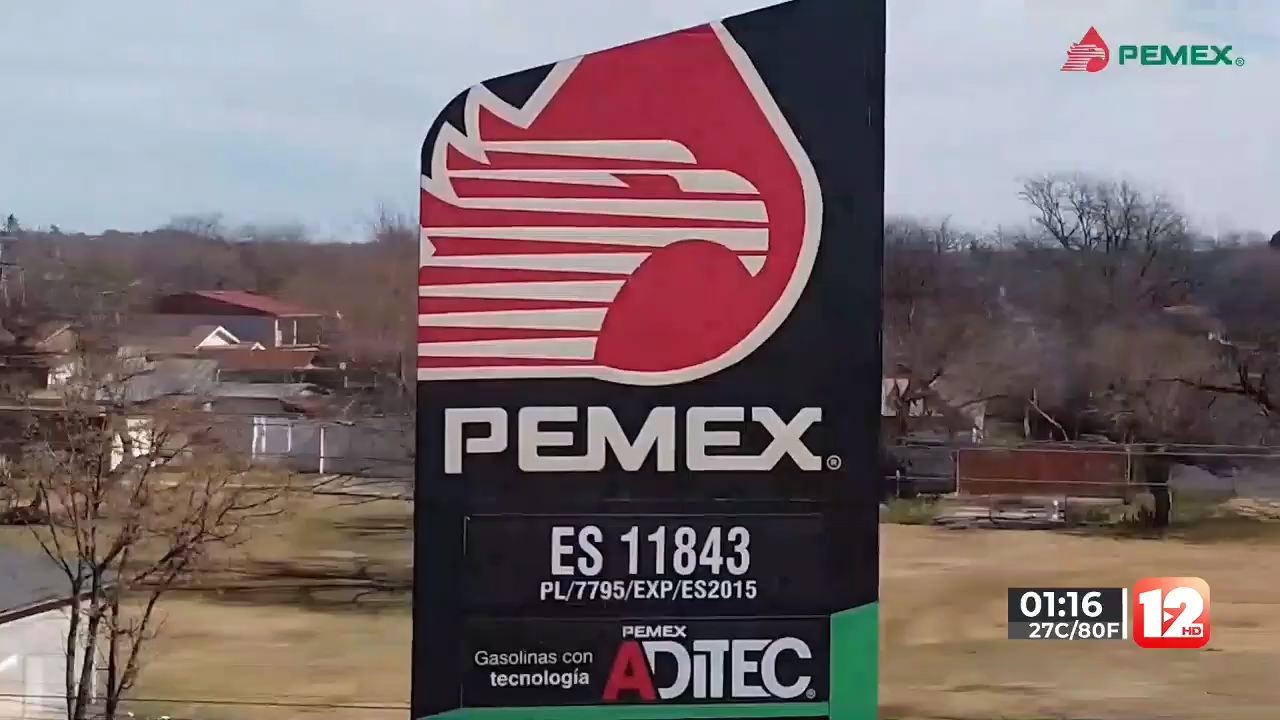 PEMEX®
PEMEX®
ES 11843
PL/7795/EXP/ES2015
PEMEX
Gasolinas con
tecnología
ADITEC®
01:16
27C/80F
12
HD